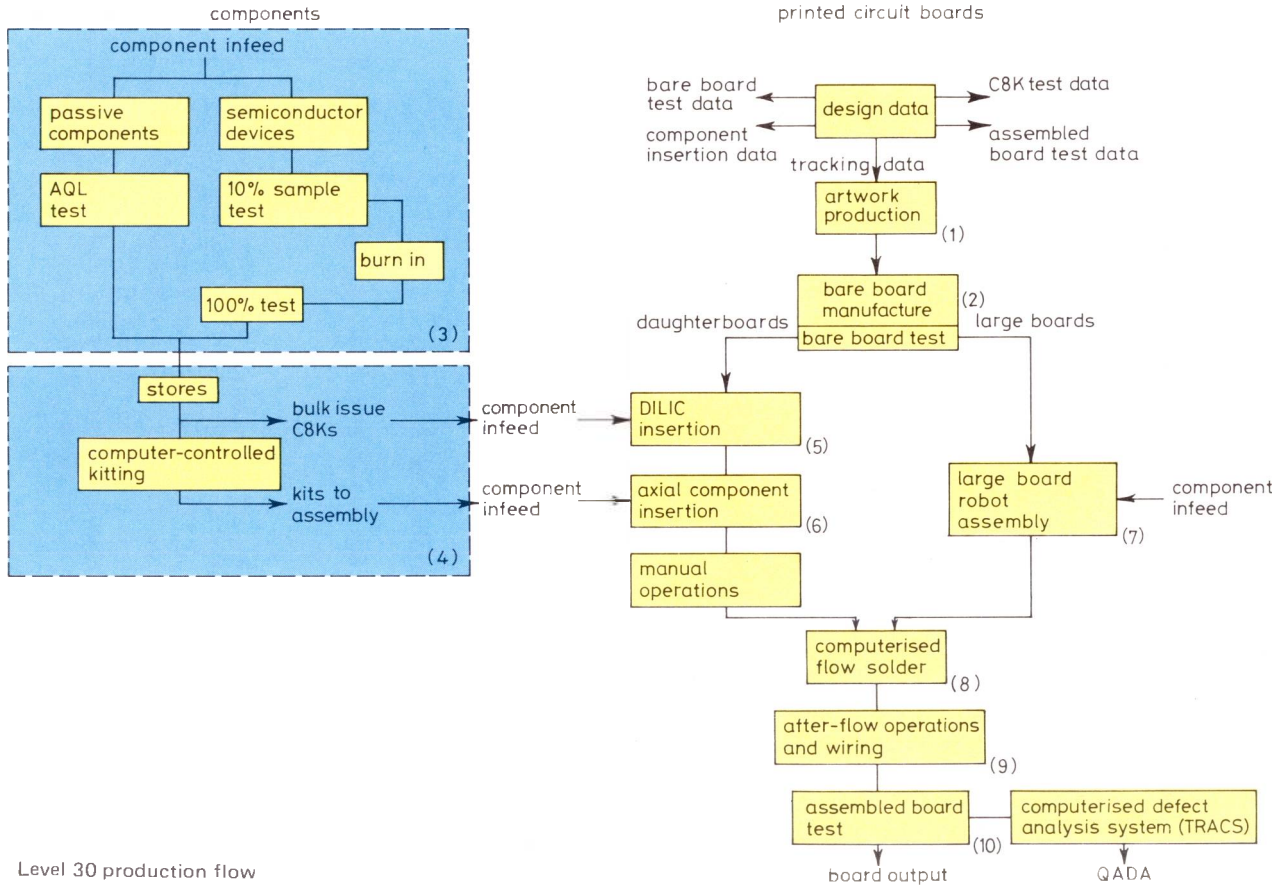 components
component infeed
passive
components
semiconductor
devices
AQL
test
10% sample
test
burn in
100% test
(3)
stores
bulk issue
C8Ks
computer-controlled
kitting
kits to
assembly
(4)
component
infeed
component
infeed
printed circuit boards
bare board
test data
component
insertion data
design data
C8K test data
assembled
board test data
tracking data
artwork
production
(1)
bare board
manufacture
(2)
bare board test
daughterboards
large boards
DILIC
insertion
(5)
axial component
insertion
(6)
manual
operations
large board
robot
assembly
(7)
component
infeed
computerised
flow solder
(8)
after-flow operations
and wiring
(9)
assembled board
test
(10)
computerised defect
analysis system (TRACS)
board output
QADA
Level 30 production flow